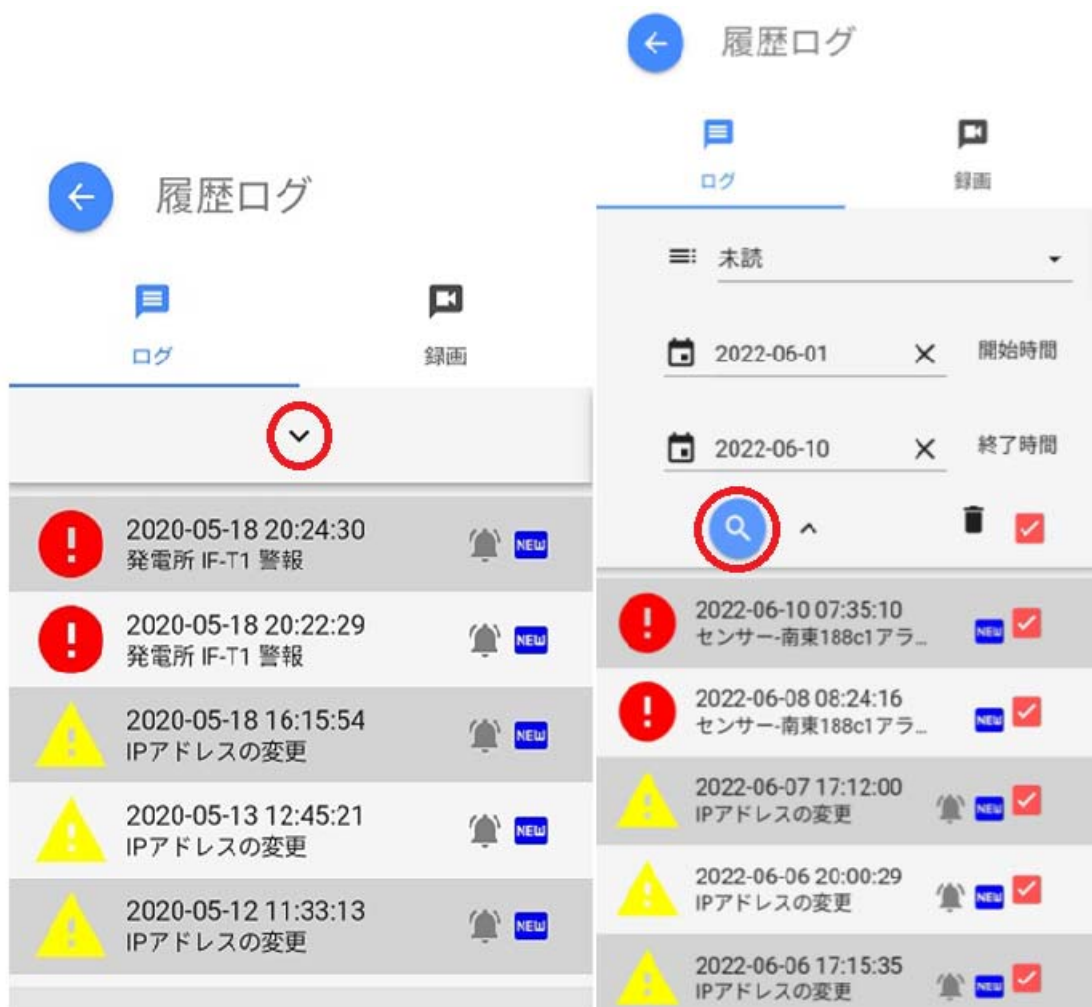 履歴ログ
ログ
録画
2020-05-18 20:24:30
発電所 IF-T1 警報
NEW
2020-05-18 20:22:29
発電所 IF-T1 警報
NEW
2020-05-18 16:15:54
IPアドレスの変更
NEW
2020-05-13 12:45:21
IPアドレスの変更
NEW
2020-05-12 11:33:13
IPアドレスの変更
NEW
履歴ログ
ログ
録画
未読
2022-06-01
開始時間
2022-06-10
終了時間
2022-06-10 07:35:10
センサー-南東188c1アラ...
NEW
2022-06-08 08:24:16
センサー-南東188c1アラ...
NEW
2022-06-07 17:12:00
IPアドレスの変更
NEW
2022-06-06 20:00:29
IPアドレスの変更
NEW
2022-06-06 17:15:35
IPアドレスの変更
NEW